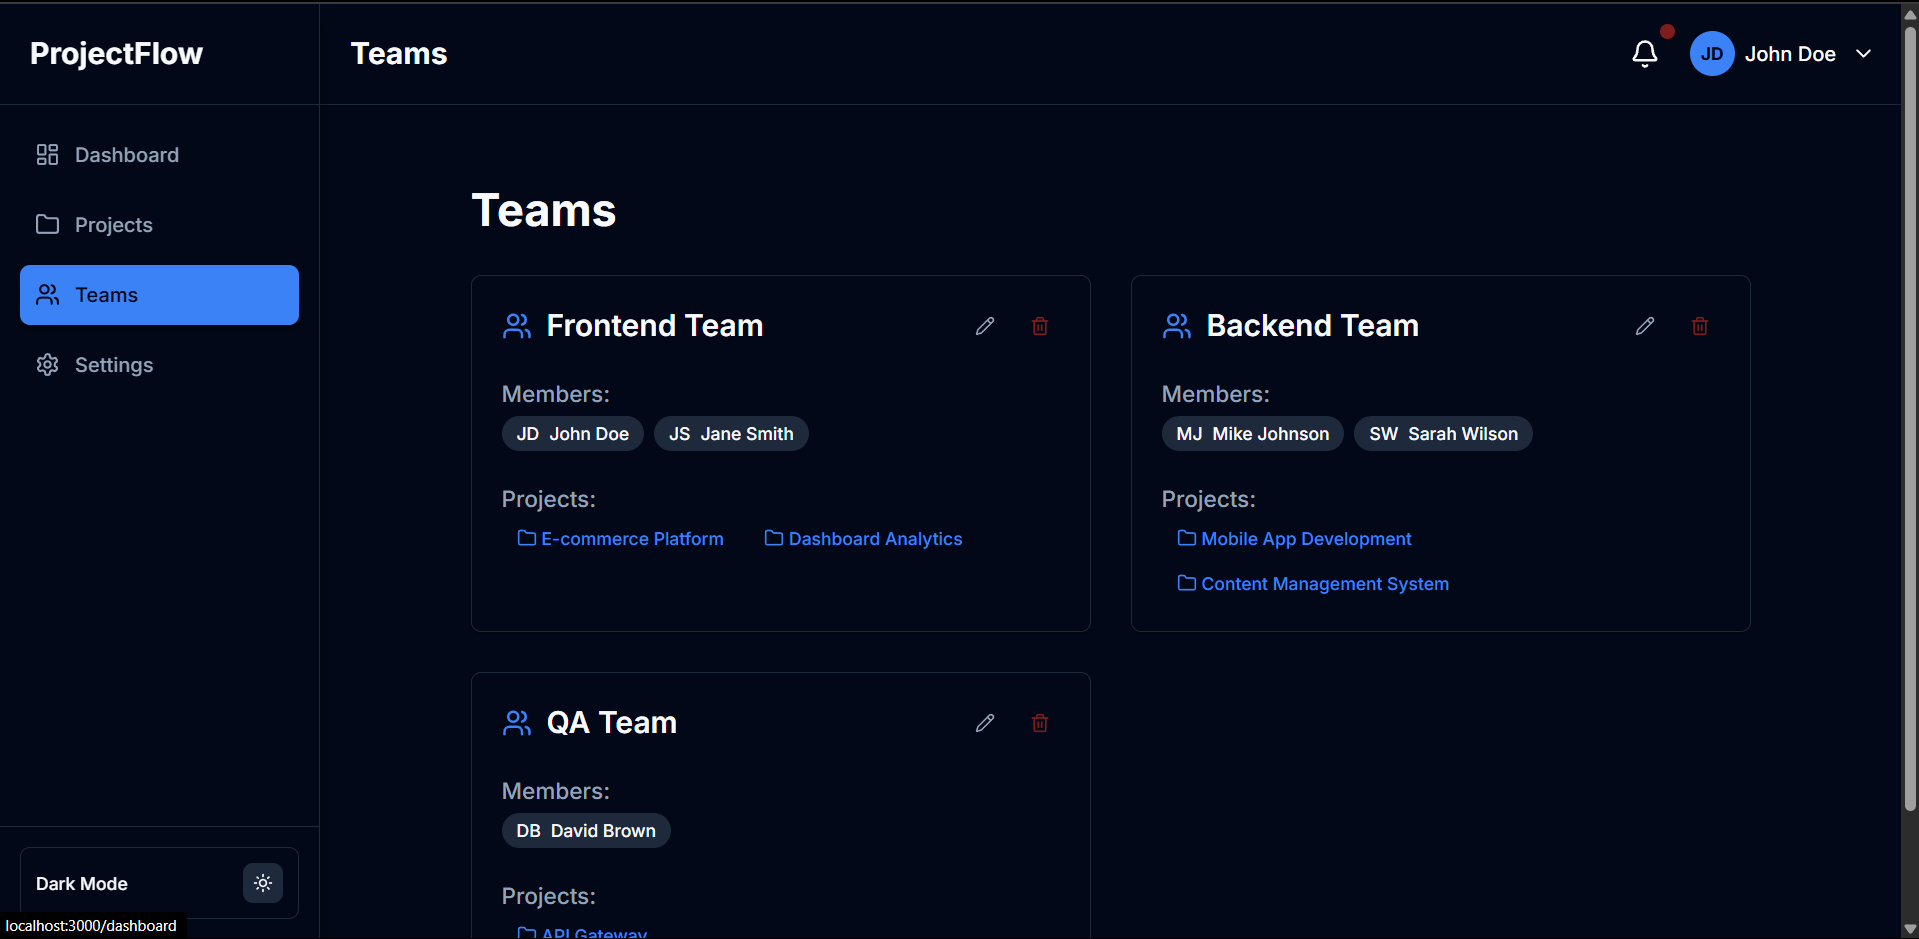 ProjectFlow
Teams
JD John Doe
Dashboard
Projects
Teams
Settings
Teams
Frontend Team
Members:
JD John Doe JS Jane Smith
Projects:
E-commerce Platform Dashboard Analytics
Backend Team
Members:
MJ Mike Johnson SW Sarah Wilson
Projects:
Mobile App Development
Content Management System
QA Team
Members:
DB David Brown
Projects:
API Gateway
Dark Mode
localhost:3000/dashboard